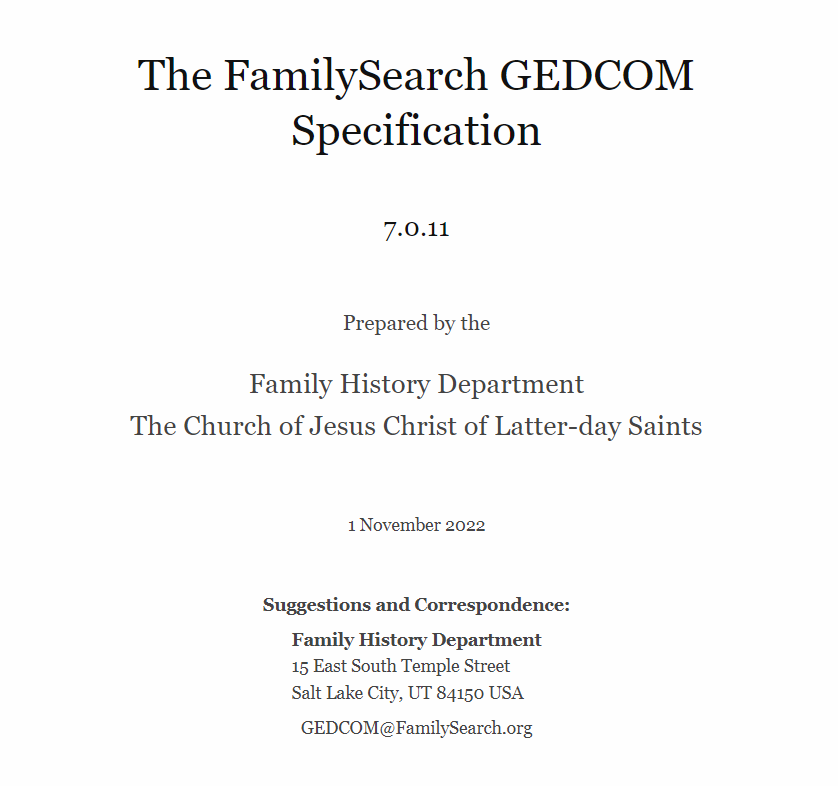 The FamilySearch GEDCOM
Specification
7.0.11
Prepared by the
Family History Department
The Church of Jesus Christ of Latter-day Saints
1 November 2022
Suggestions and Correspondence:
Family History Department
15 East South Temple Street
Salt Lake City, UT 84150 USA
GEDCOM@FamilySearch.org